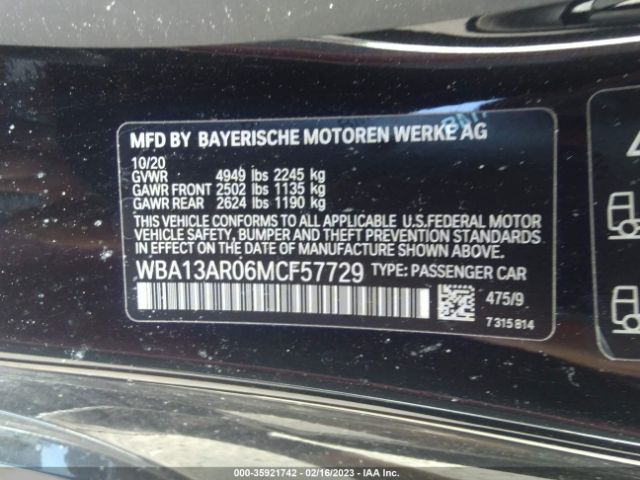 MFD BY BAYERISCHE MOTOREN WERKE AG
10/20
GVWR 4949 lbs 2245 kg
GAWR FRONT 2502 lbs 1135 kg
GAWR REAR 2624 lbs 1190 kg
THIS VEHICLE CONFORMS TO ALL APPLICABLE U.S.FEDERAL MOTOR
VEHICLE SAFETY, BUMPER AND THEFT PREVENTION STANDARDS
IN EFFECT ON THE DATE OF MANUFACTURE SHOWN ABOVE.
WBA13AR06MCF57729 TYPE: PASSENGER CAR
475/9
7 315 814
000-35921742 - 02/16/2023 - IAA Inc.